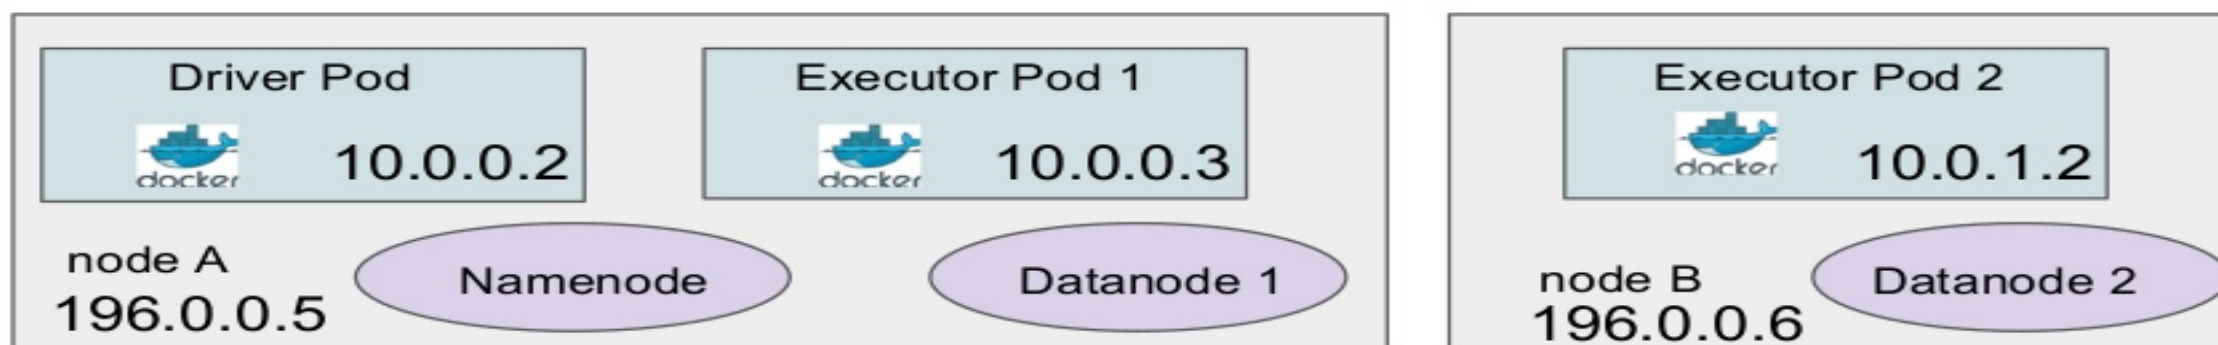 Driver Pod
docker
10.0.0.2
Executor Pod 1
docker
10.0.0.3
node A
196.0.0.5
Namenode
Datanode 1
Executor Pod 2
docker
10.0.1.2
node B
196.0.0.6
Datanode 2